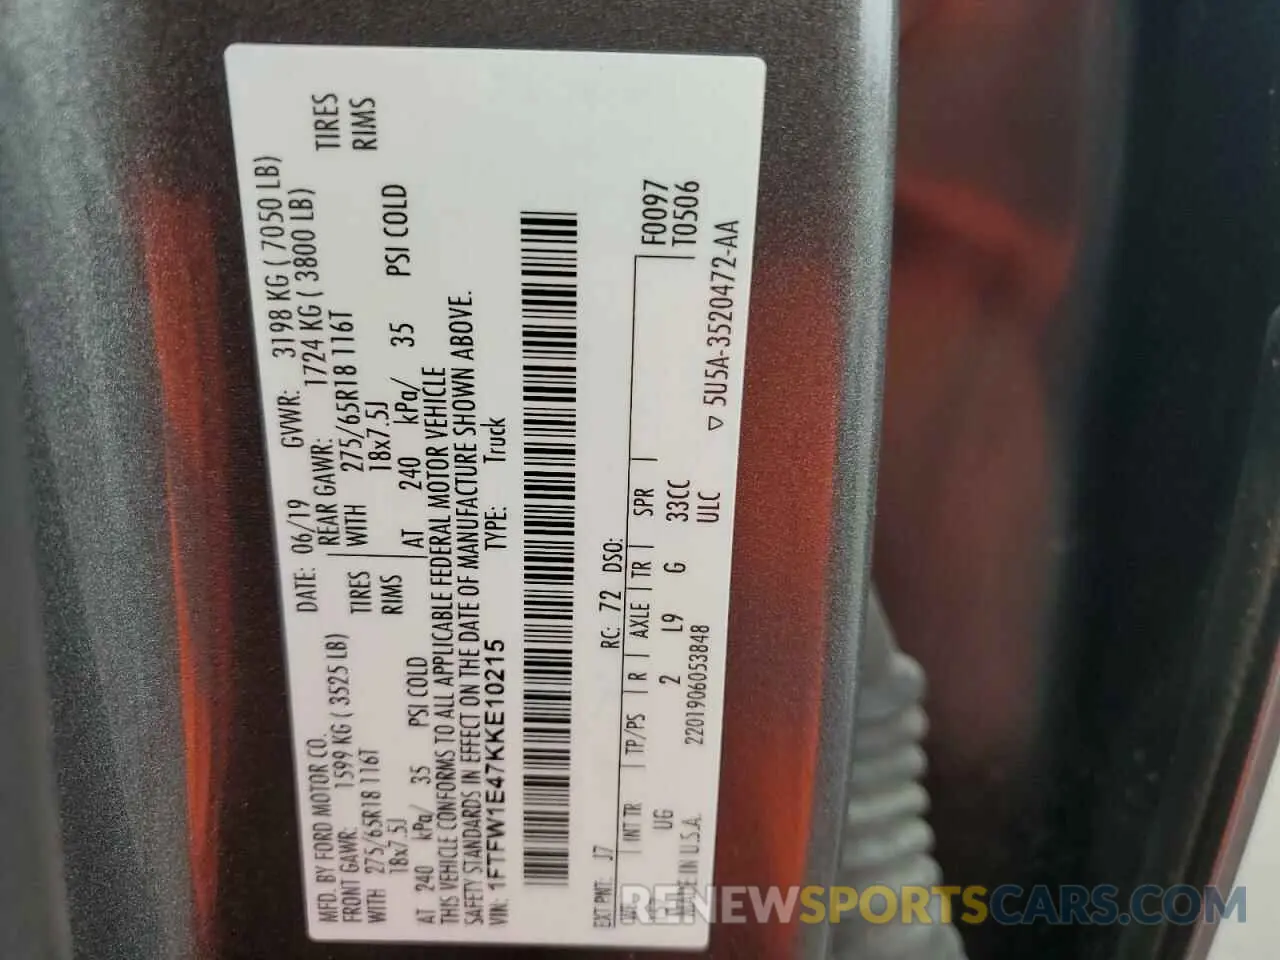 MFD. BY FORD MOTOR CO.
DATE: 06/19 GVWR: 3198 KG ( 7050 LB)
FRONT GAWR: 1599 KG ( 3525 LB)
REAR GAWR: 1724 KG ( 3800 LB)
WITH 275/65R18 116T TIRES
WITH 275/65R18 116T TIRES
18x7.5J RIMS
18x7.5J RIMS
AT 240 kPa/ 35 PSI COLD
AT 240 kPa/ 35 PSI COLD
THIS VEHICLE CONFORMS TO ALL APPLICABLE FEDERAL MOTOR VEHICLE
SAFETY STANDARDS IN EFFECT ON THE DATE OF MANUFACTURE SHOWN ABOVE.
VIN: 1FTFW1E47KKE10215 TYPE: Truck
F0097
T0506
EXT PNT: J7 RC: 72 DSO:
INT TR TP/PS R AXLE TR SPR
UG 2 L9 G 33CC
IN U.S.A. 2201906053848 ULC
▽ 5U5A-3520472-AA
RENEWSPORTSCARS.COM